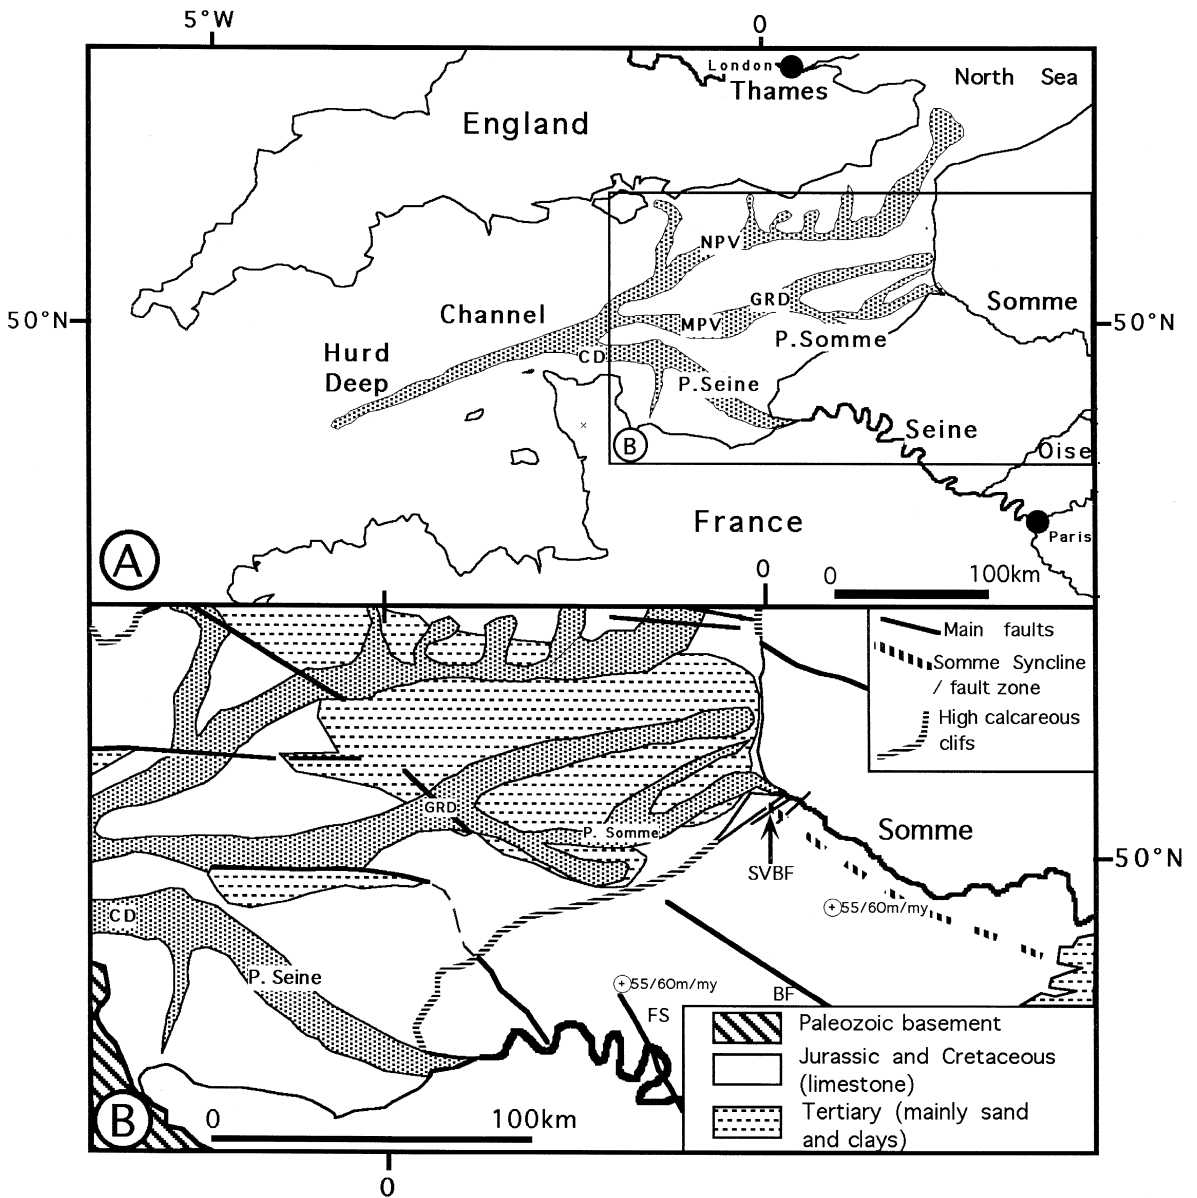 5°W
0
London
Thames
North Sea
England
NPV
50°N
Channel
GRD
Somme
50°N
MPV
P.Somme
Hurd
Deep
CD
P.Seine
Seine
B
Oise
France
Paris
A
0
0
100km
Main faults
Somme Syncline
/ fault zone
High calcareous
clifs
GRD
P. Somme
Somme
50°N
SVBF
55/60m/my
CD
P. Seine
55/60m/my
BF
FS
Paleozoic basement
Jurassic and Cretaceous
(limestone)
Tertiary (mainly sand
and clays)
B
0
100km
0